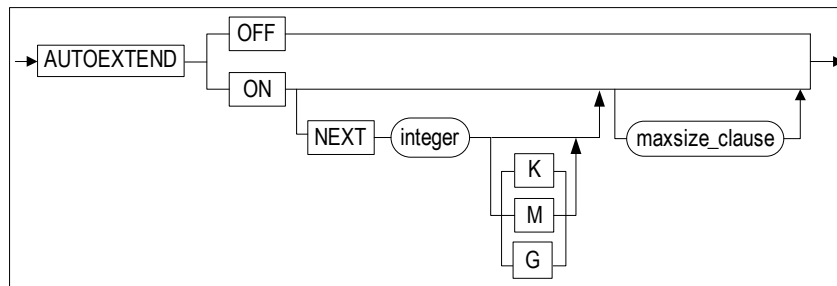 OFF
AUTOEXTEND
ON
NEXT integer maxsize_clause
K
M
G